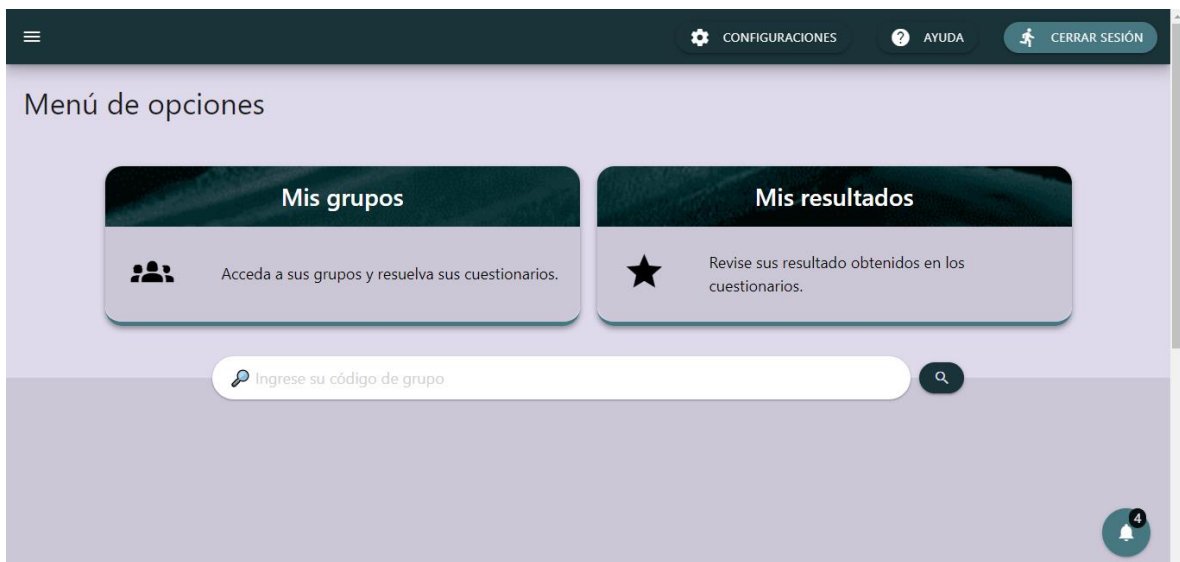 CONFIGURACIONES
AYUDA
CERRAR SESIÓN
Menú de opciones
Mis grupos
Acceda a sus grupos y resuelva sus cuestionarios.
Mis resultados
Revise sus resultado obtenidos en los
cuestionarios.
Ingrese su código de grupo
4